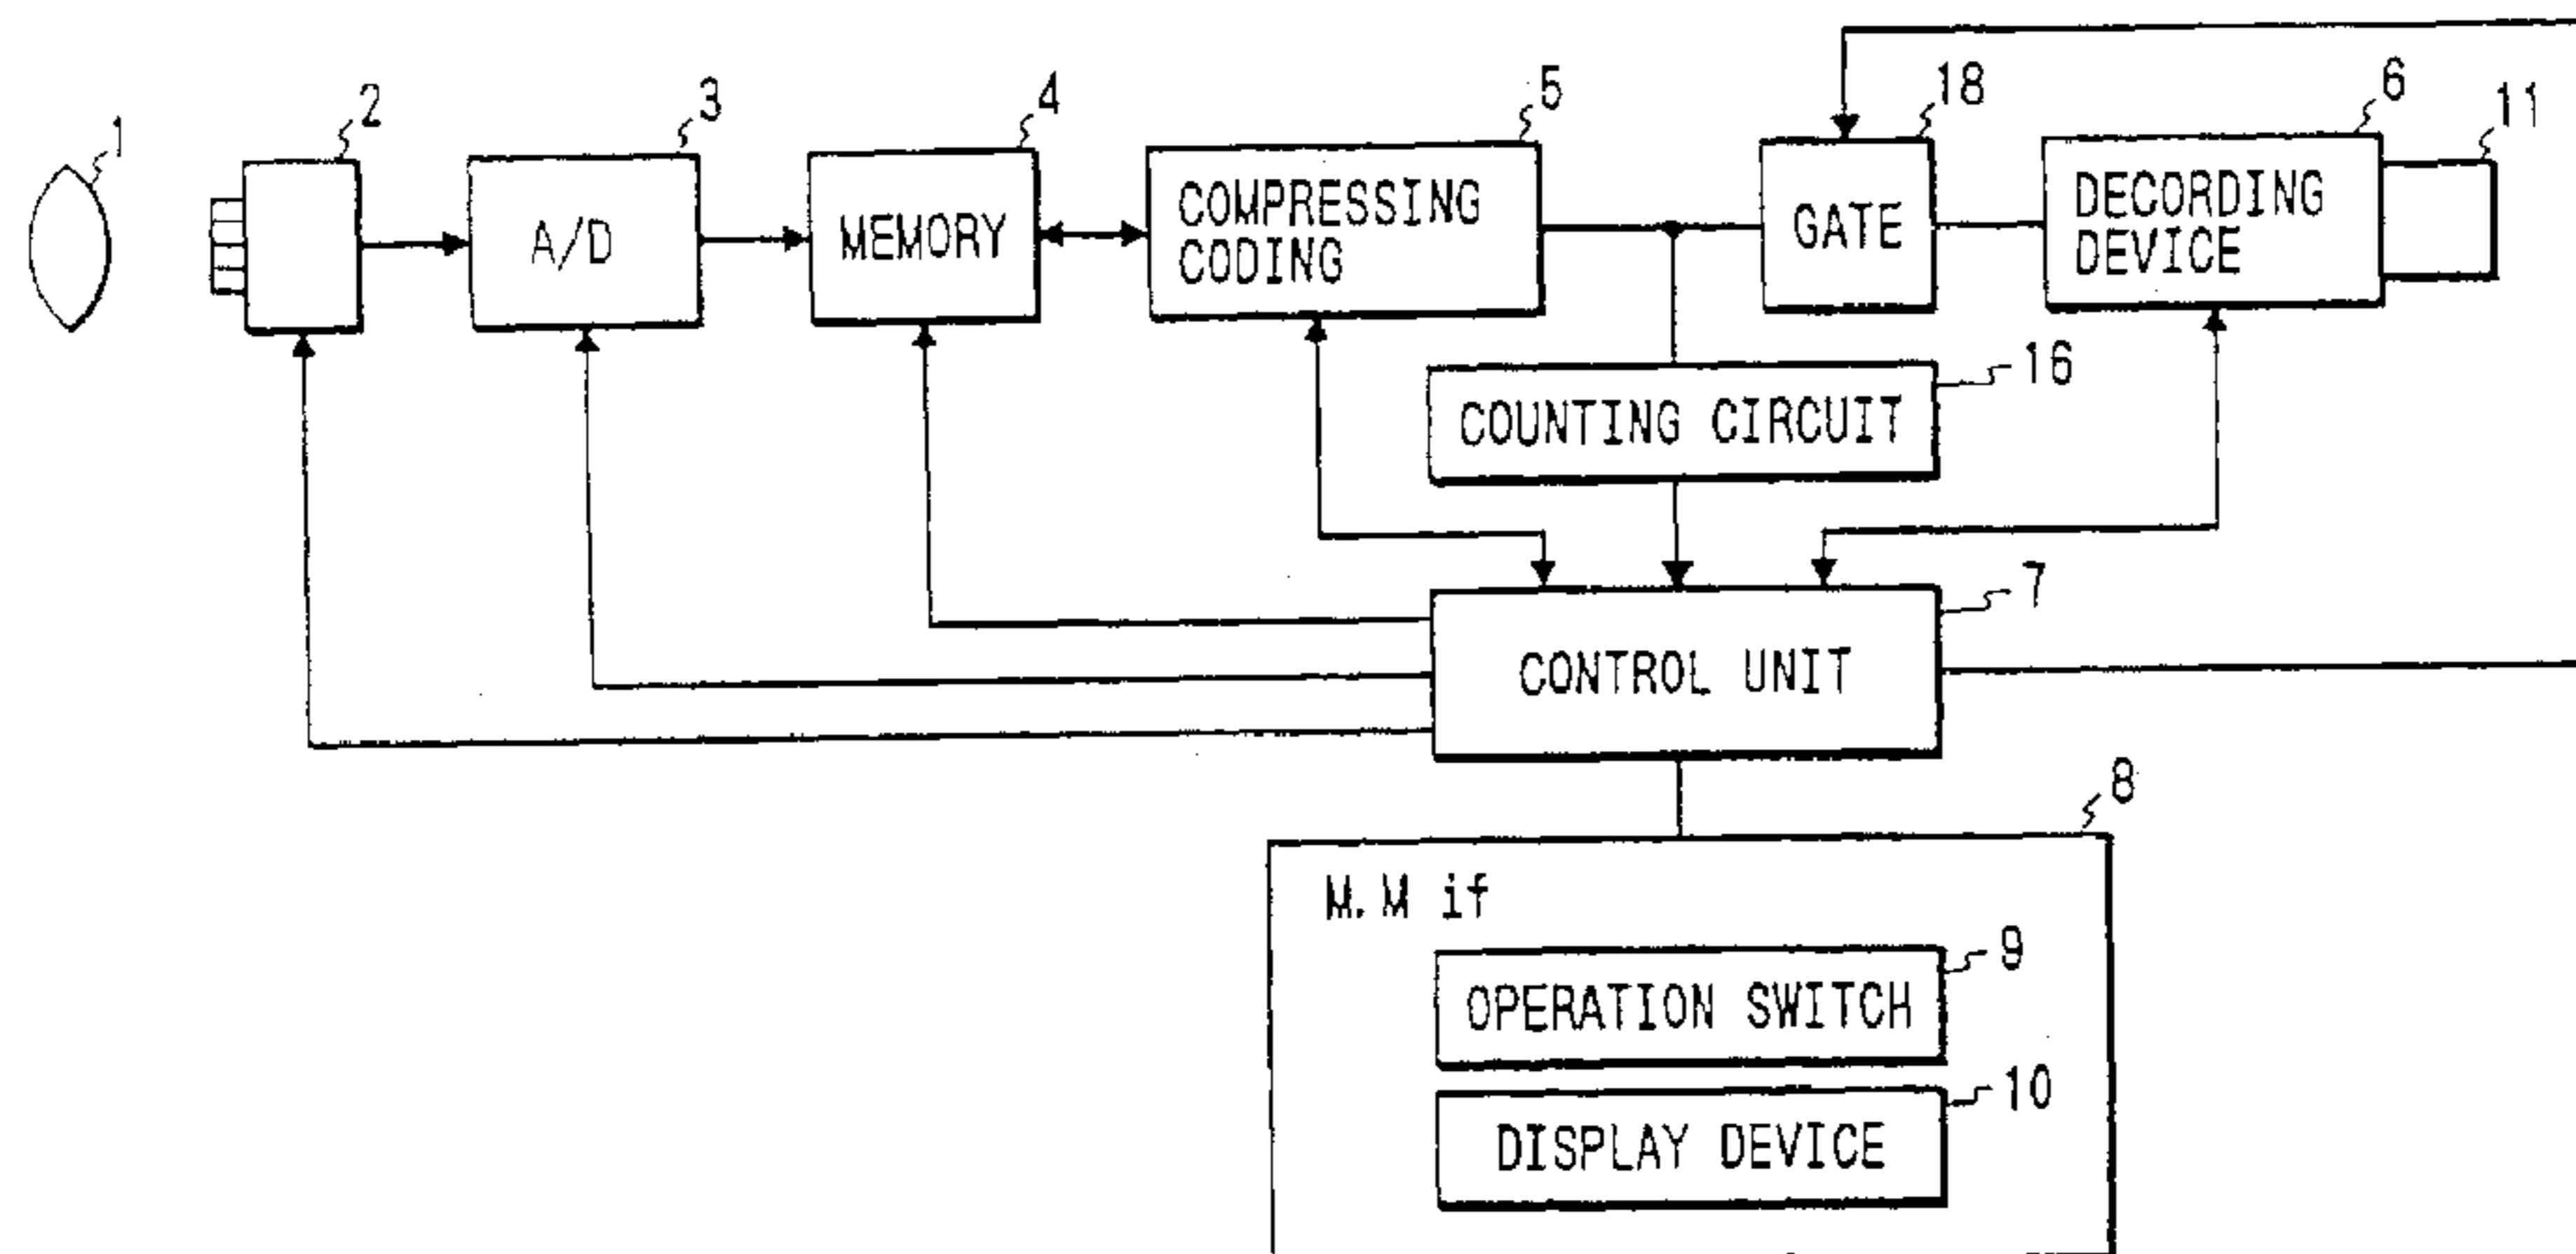 1
2
3
4
5
18
6
11
A/D
MEMORY
COMPRESSING
CODING
GATE
DECORDING
DEVICE
16
COUNTING CIRCUIT
7
CONTROL UNIT
8
M.M if
9
OPERATION SWITCH
10
DISPLAY DEVICE